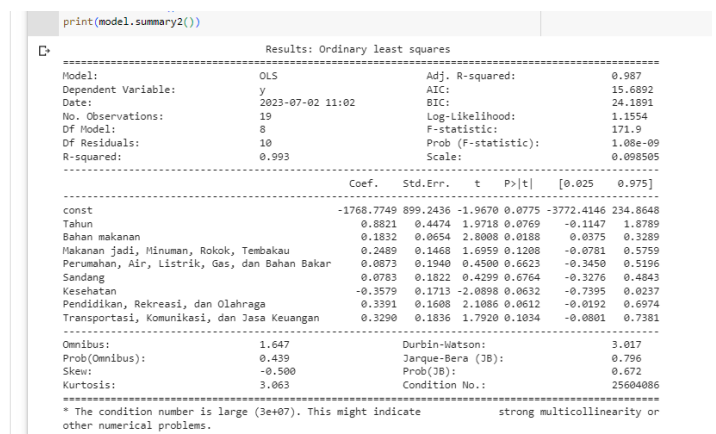 print(model.summary2())
Results: Ordinary least squares
Model: OLS Adj. R-squared: 0.987
Dependent Variable: y AIC: 15.6892
Date: 2023-07-02 11:02 BIC: 24.1891
No. Observations: 19 Log-Likelihood: 1.1554
Df Model: 8 F-statistic: 171.9
Df Residuals: 10 Prob (F-statistic): 1.08e-09
R-squared: 0.993 Scale: 0.098505
Coef. Std.Err. t P>|t| [0.025 0.975]
const -1768.7749 899.2436 -1.9670 0.0775 -3772.4146 234.8648
Tahun 0.8821 0.4474 1.9718 0.0769 -0.1147 1.8789
Bahan makanan 0.1832 0.0654 2.8008 0.0188 0.0375 0.3289
Makanan jadi, Minuman, Rokok, Tembakau 0.2489 0.1468 1.6959 0.1208 -0.0781 0.5759
Perumahan, Air, Listrik, Gas, dan Bahan Bakar 0.0873 0.1940 0.4500 0.6623 -0.3450 0.5196
Sandang 0.0783 0.1822 0.4299 0.6764 -0.3276 0.4843
Kesehatan -0.3579 0.1713 -2.0898 0.0632 -0.7395 0.0237
Pendidikan, Rekreasi, dan Olahraga 0.3391 0.1608 2.1086 0.0612 -0.0192 0.6974
Transportasi, Komunikasi, dan Jasa Keuangan 0.3290 0.1836 1.7920 0.1034 -0.0801 0.7381
Omnibus: 1.647 Durbin-Watson: 3.017
Prob(Omnibus): 0.439 Jarque-Bera (JB): 0.796
Skew: -0.500 Prob(JB): 0.672
Kurtosis: 3.063 Condition No.: 25604086
* The condition number is large (3e+07). This might indicate strong multicollinearity or
other numerical problems.